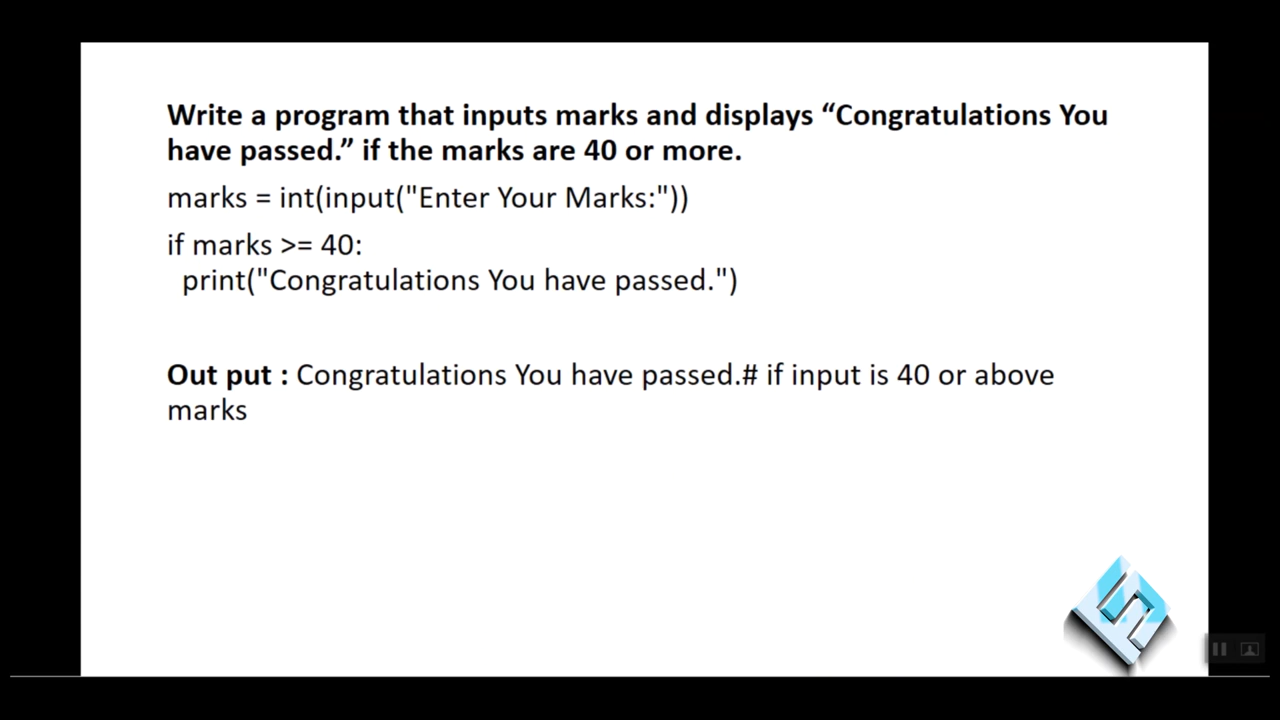 Write a program that inputs marks and displays “Congratulations You
have passed.” if the marks are 40 or more.
marks = int(input("Enter Your Marks:"))
if marks >= 40:
print("Congratulations You have passed.")
Out put : Congratulations You have passed.# if input is 40 or above
marks